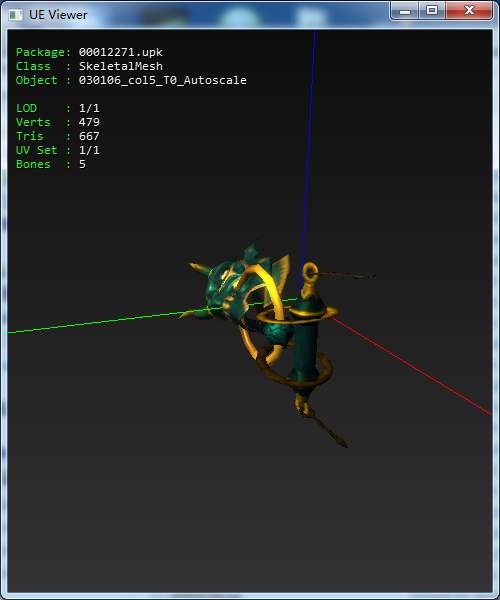 UE Viewer
Package: 00012271.upk
Class : SkeletalMesh
Object : 030106_col5_T0_Autoscale
LOD : 1/1
Verts : 479
Tris : 667
UV Set : 1/1
Bones : 5